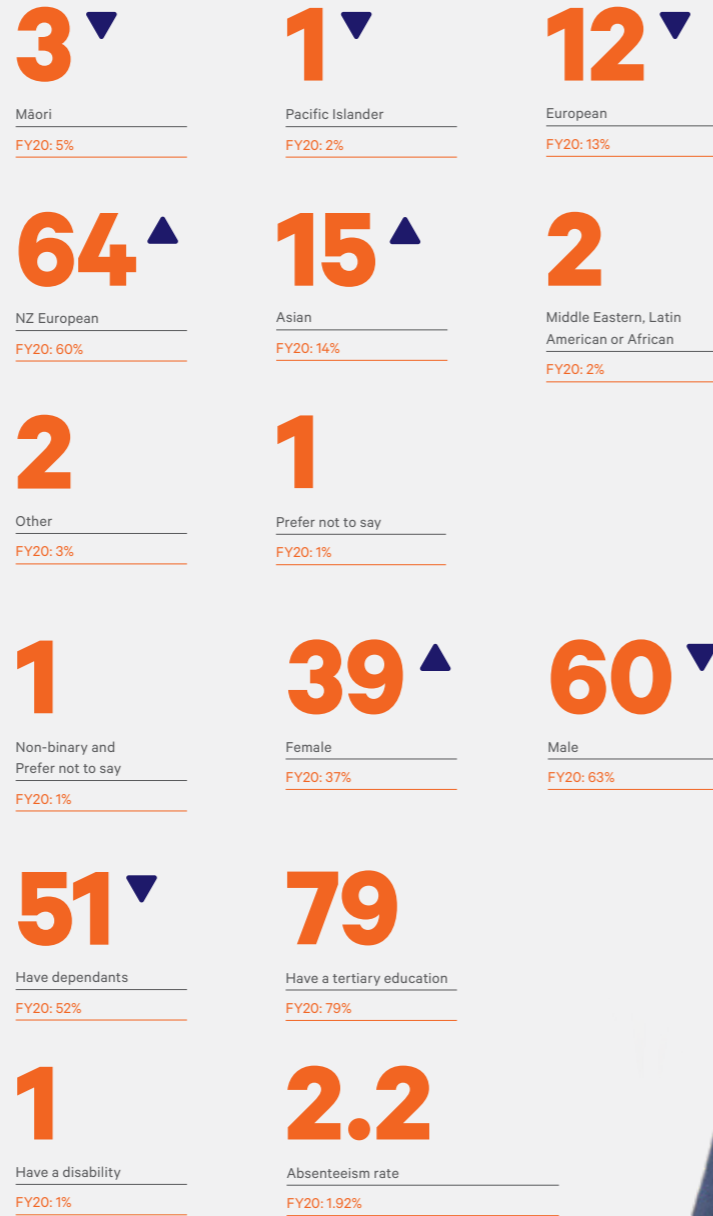 3
1
12
Māori
Pacific Islander
European
FY20: 5%
FY20: 2%
FY20: 13%
64
15
2
NZ European
Asian
Middle Eastern, Latin
American or African
FY20: 60%
FY20: 14%
FY20: 2%
2
1
Other
Prefer not to say
FY20: 3%
FY20: 1%
1
39
60
Non-binary and
Prefer not to say
Female
Male
FY20: 1%
FY20: 37%
FY20: 63%
51
79
Have dependants
Have a tertiary education
FY20: 52%
FY20: 79%
1
2.2
Have a disability
Absenteeism rate
FY20: 1%
FY20: 1.92%